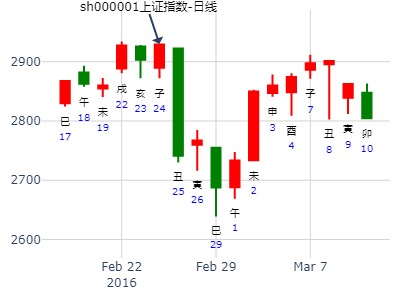 sh000001上证指数-日线
2900
2800
2700
2600
巳
17
午
18
未
19
戌
22
亥
23
子
24
丑
25
寅
26
巳
29
午
1
未
2
申
3
酉
4
子
7
丑
8
寅
9
卯
10
Feb 22
2016
Feb 29
Mar 7